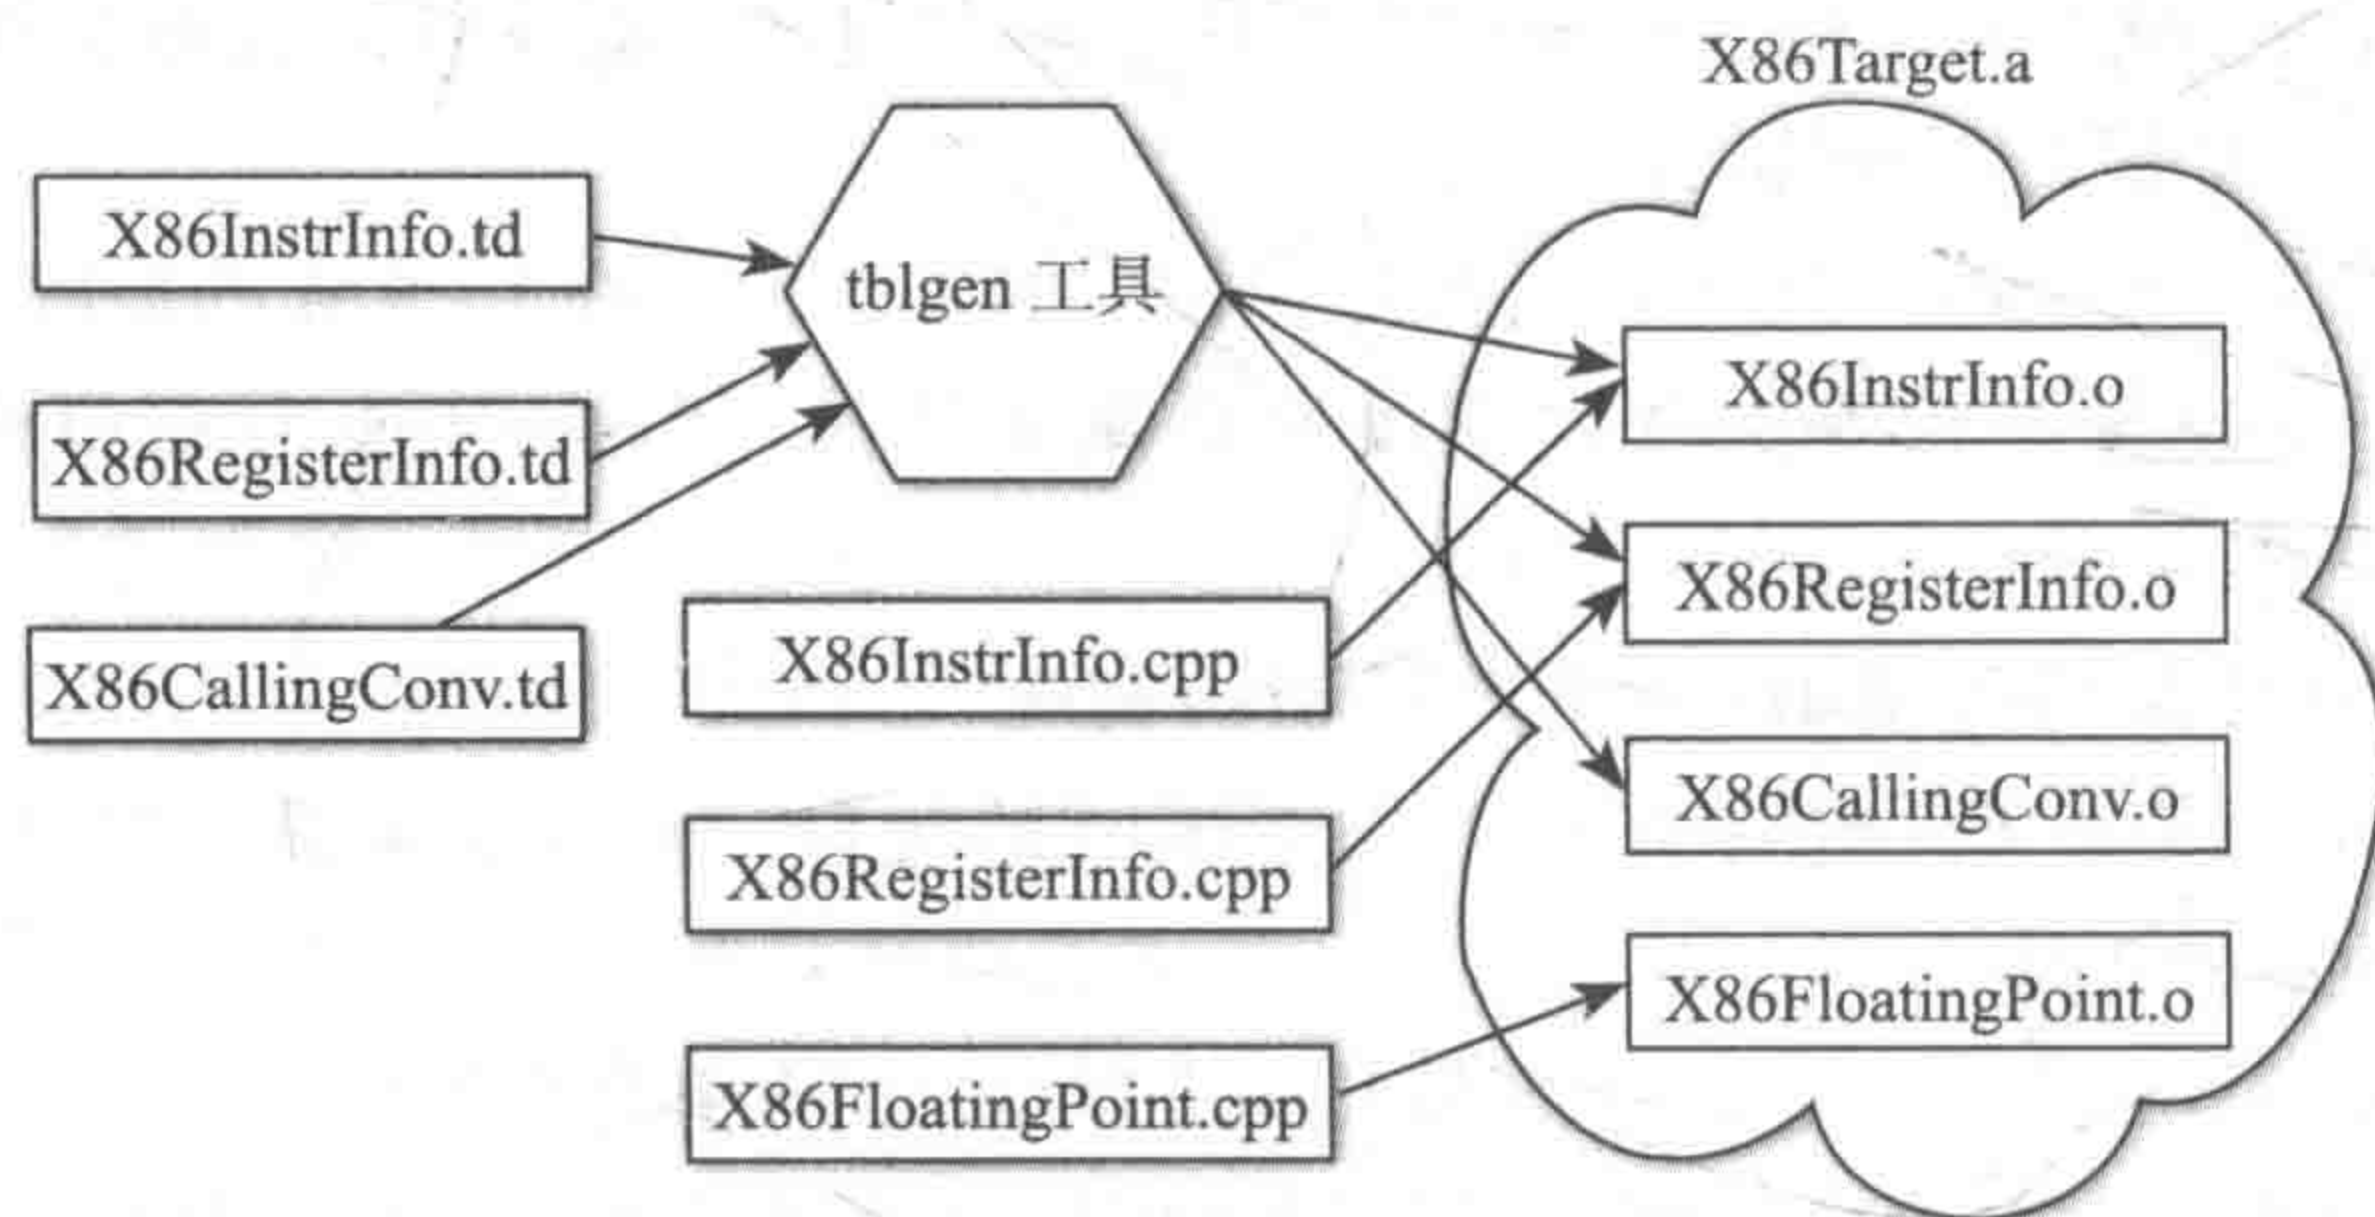 X86Target.a
X86InstrInfo.td
tblgen 工具
X86InstrInfo.o
X86RegisterInfo.td
X86RegisterInfo.o
X86InstrInfo.cpp
X86CallingConv.td
X86CallingConv.o
X86RegisterInfo.cpp
X86FloatingPoint.o
X86FloatingPoint.cpp